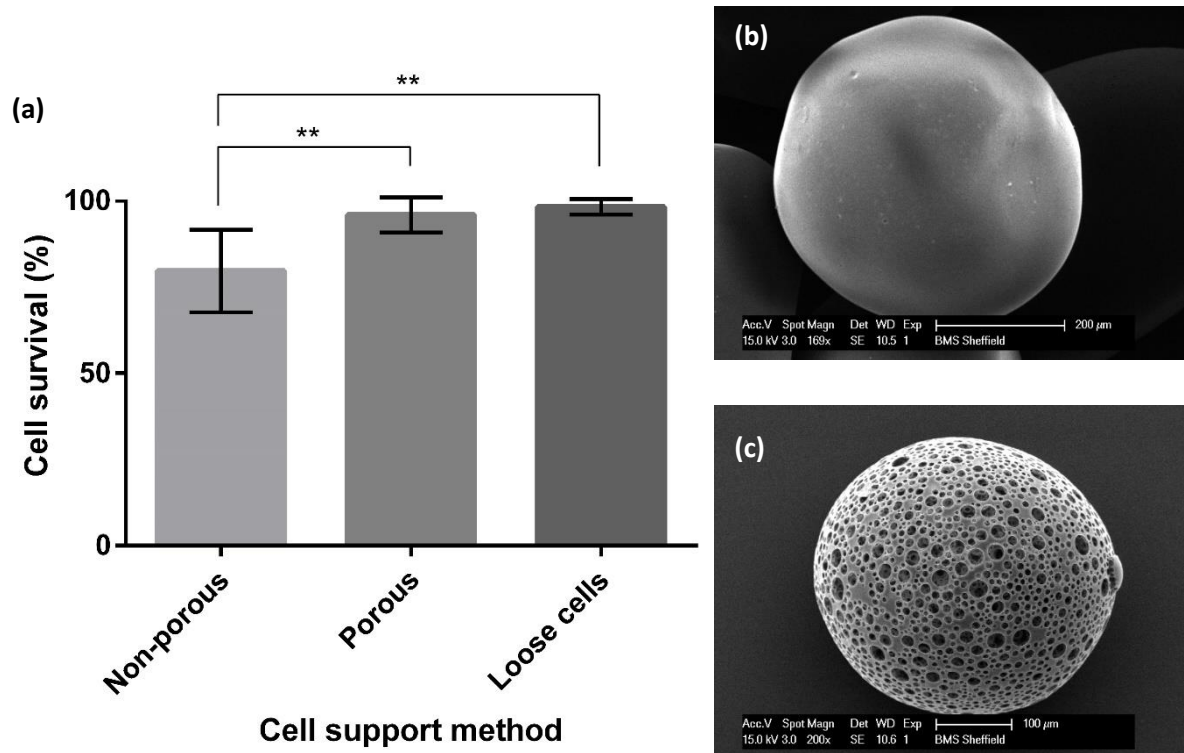 (a)
**
**
100
50
0
Cell survival (%)
Non-porous
Porous
Loose cells
Cell support method
(b)
Acc.V Spot Magn Det WD Exp 200 µm
15.0 kV 3.0 169x SE 10.5 1 BMS Sheffield
(c)
Acc.V Spot Magn Det WD Exp 100 µm
15.0 kV 3.0 200x SE 10.6 1 BMS Sheffield